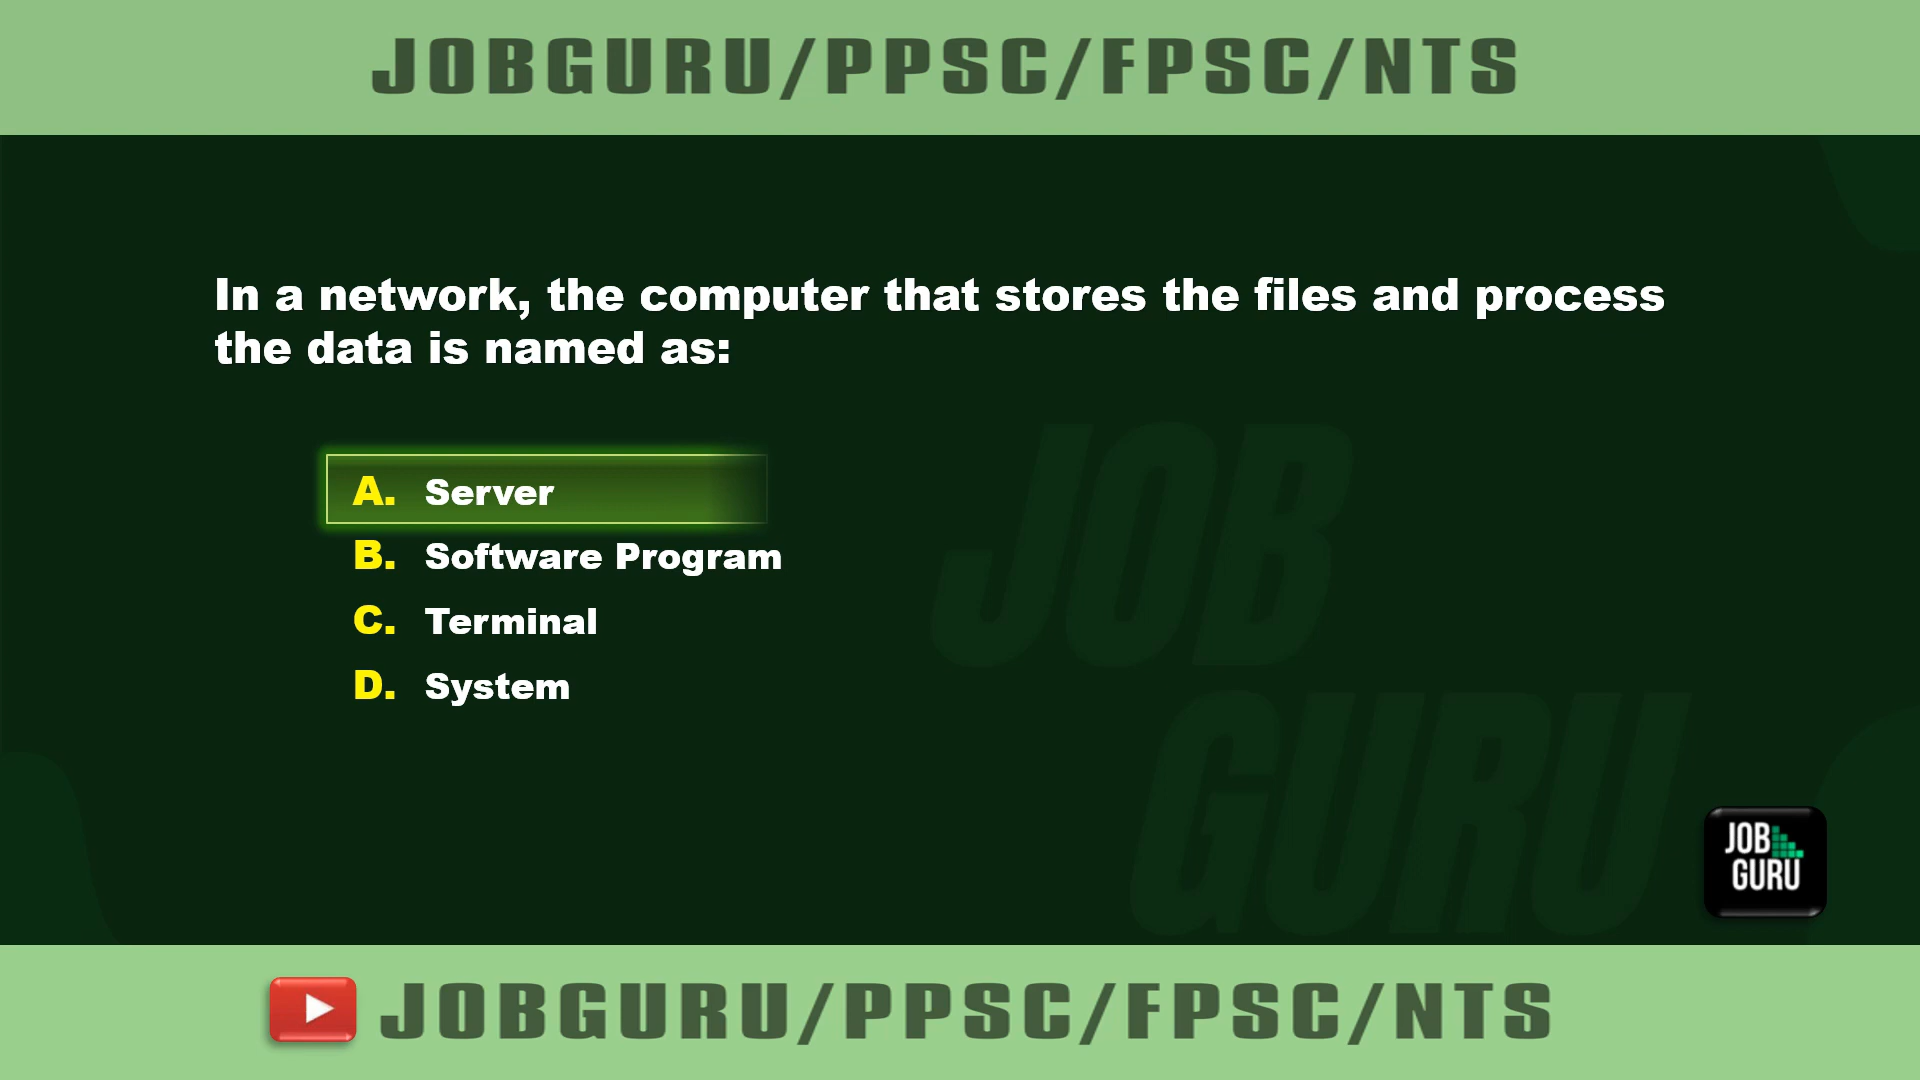 JOBGURU/PPSC/FPSC/NTS
In a network, the computer that stores the files and process
the data is named as:
A. Server
B. Software Program
C. Terminal
D. System
JOB
GURU
JOB
GURU
JOBGURU/PPSC/FPSC/NTS